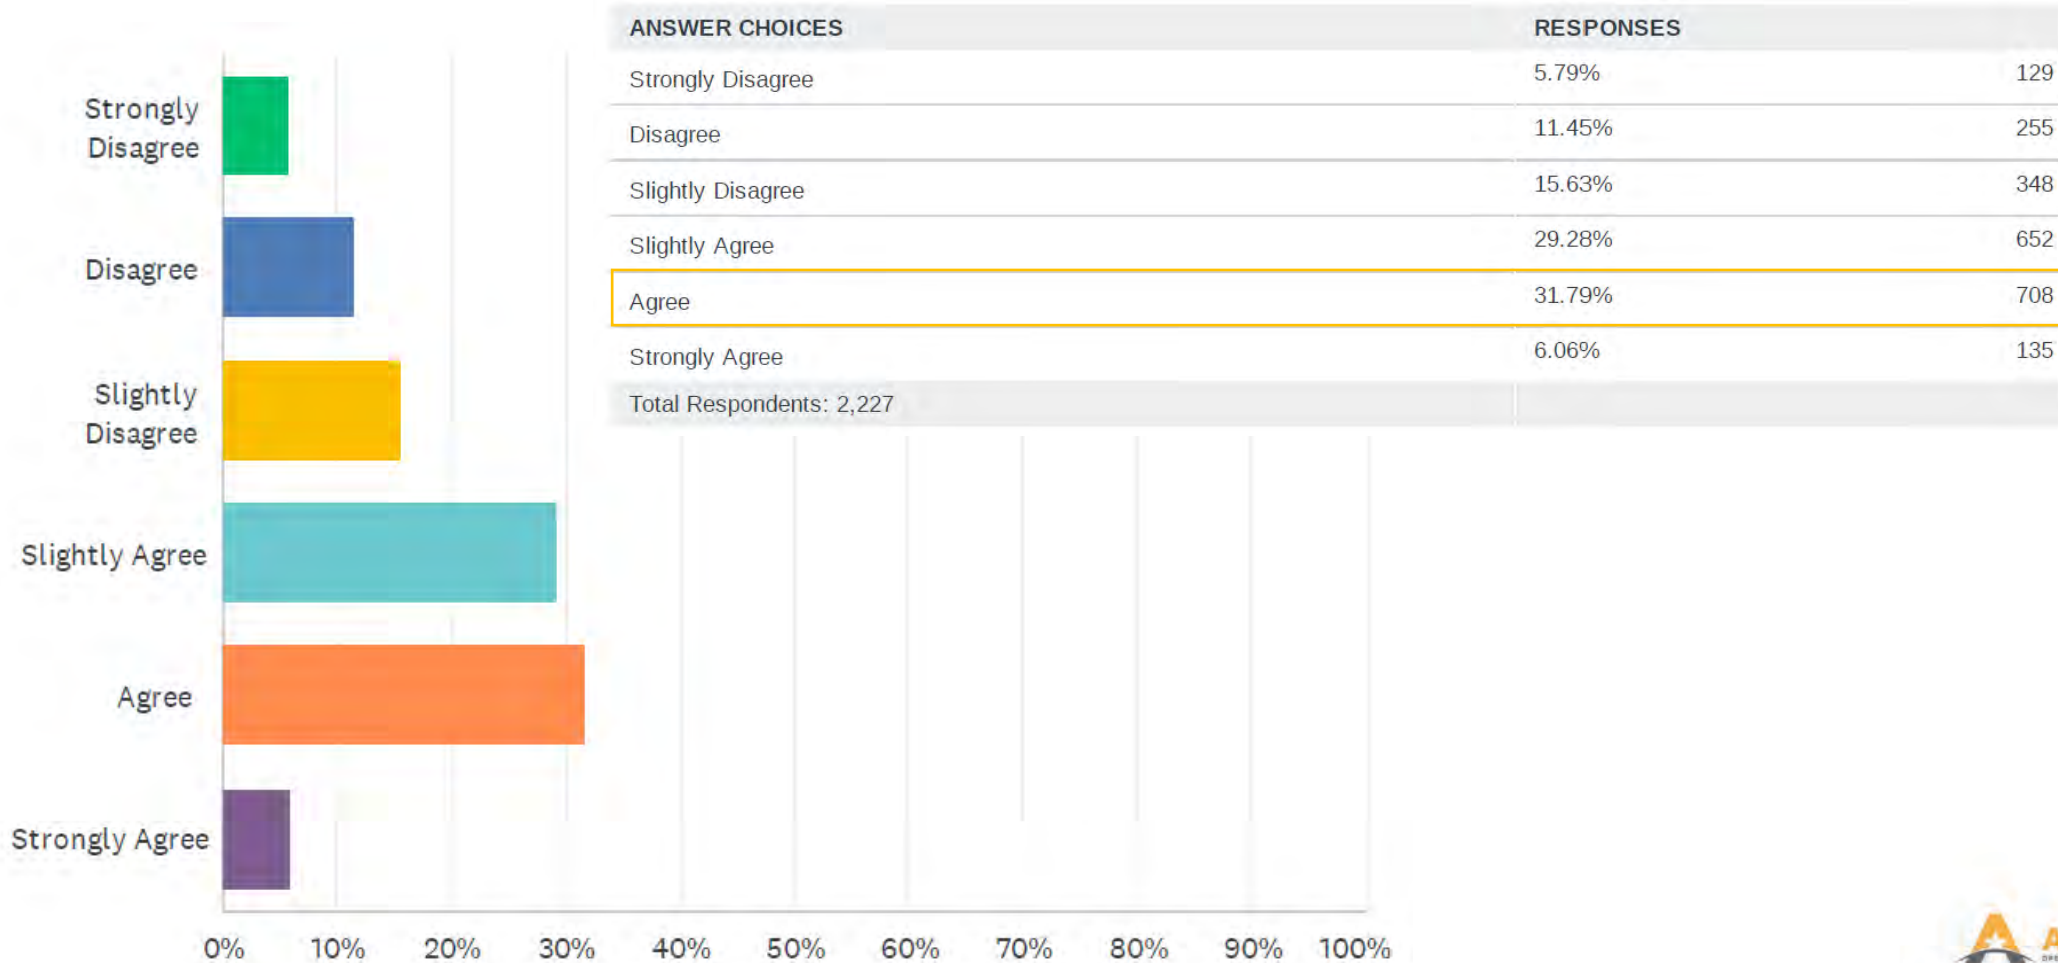 ANSWER CHOICES RESPONSES
Strongly Disagree 5.79% 129
Disagree 11.45% 255
Slightly Disagree 15.63% 348
Slightly Agree 29.28% 652
Agree 31.79% 708
Strongly Agree 6.06% 135
Total Respondents: 2,227
Strongly
Disagree
Disagree
Slightly
Disagree
Slightly Agree
Agree
Strongly Agree
0% 10% 20% 30% 40% 50% 60% 70% 80% 90% 100%